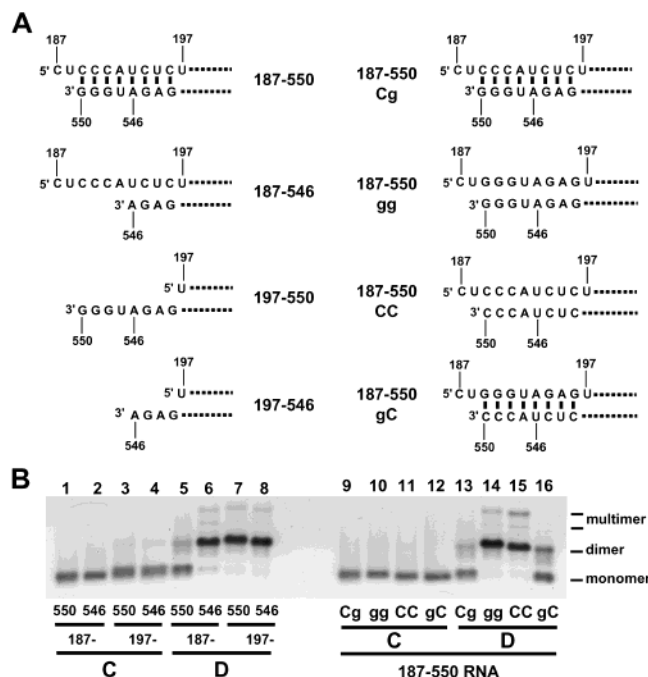 A
187 197
5' C U C C C A U C U C U
3' G G G U A G A G
550 546
187-550
187 197
5' C U C C C A U C U C U
3' A G A G
546
187-546
197
5' U
3' G G G U A G A G
550 546
197-550
197
5' U
3' A G A G
546
197-546
187-550
Cg
187 197
5' C U C C C A U C U C U
3' G G G U A G A G
550 546
187-550
gg
187 197
5' C U G G G U A G A G U
3' G G G U A G A G
550 546
187-550
CC
187 197
5' C U C C C A U C U C U
3' C C C A U C U C
550 546
187-550
gC
187 197
5' C U G G G U A G A G U
3' C C C A U C U C
550 546
B
1 2 3 4 5 6 7 8 9 10 11 12 13 14 15 16
multimer
dimer
monomer
550 546 550 546 550 546 550 546
187- 197- 187- 197-
C D
Cg gg CC gC Cg gg CC gC
C D
187-550 RNA